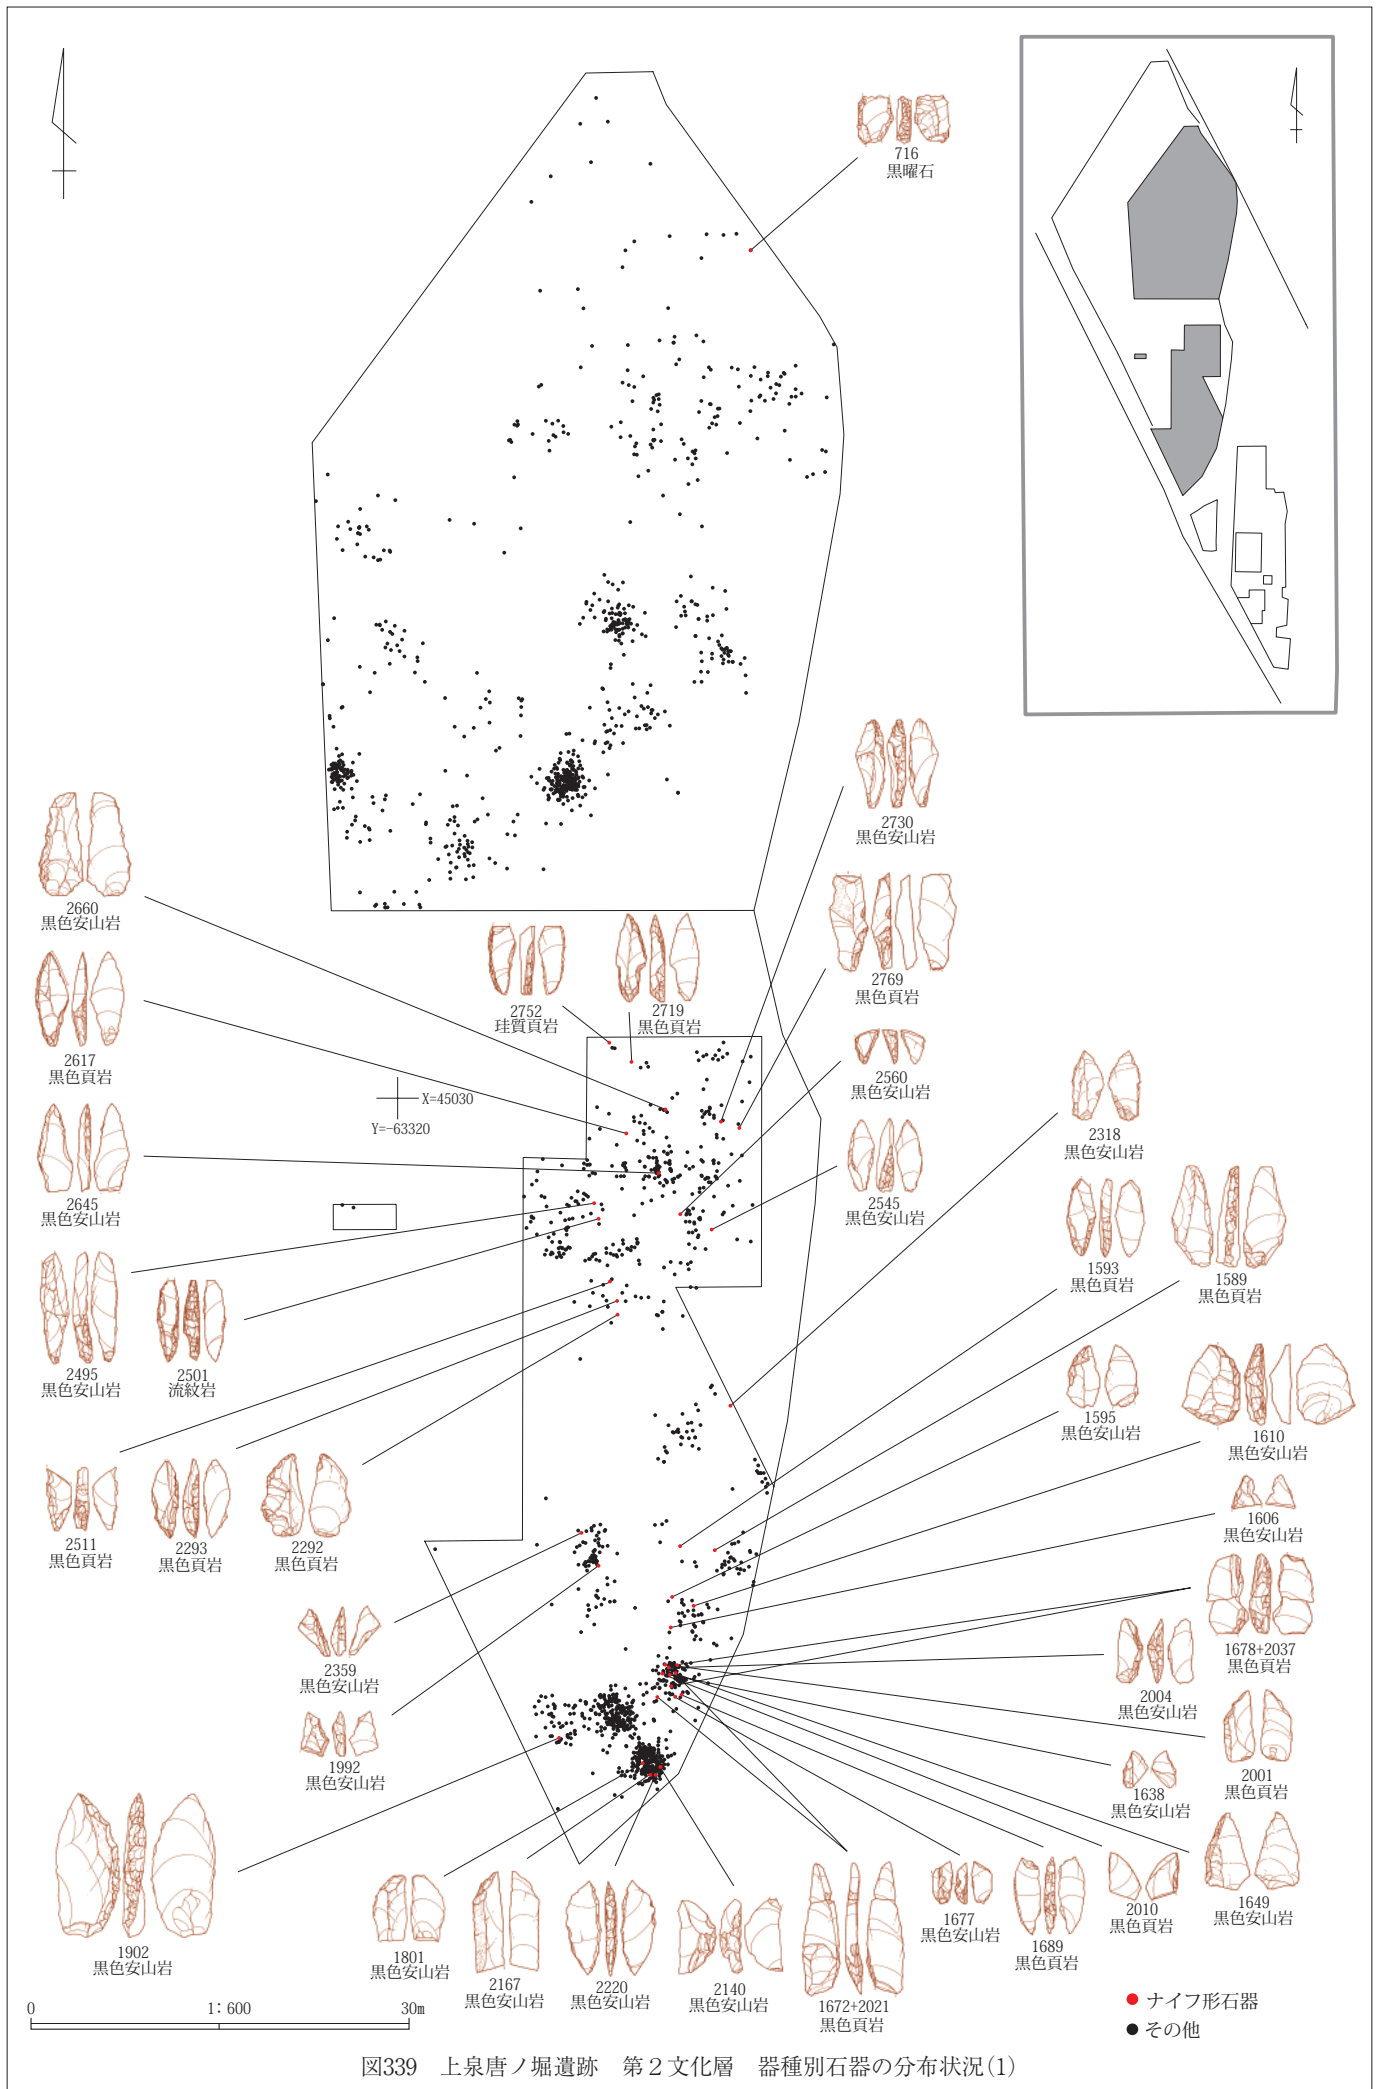 716
黒曜石
2730
黒色安山岩
2660
黒色安山岩
2769
黒色頁岩
2752
珪質頁岩
2719
黒色頁岩
2617
黒色頁岩
2560
黒色安山岩
X=45030
Y=-63320
2318
黒色安山岩
2645
黒色安山岩
2545
黒色安山岩
1593
黒色頁岩
1589
黒色頁岩
2495
黒色安山岩
2501
流紋岩
1595
黒色安山岩
1610
黒色安山岩
2511
黒色頁岩
2293
黒色頁岩
2292
黒色頁岩
1606
黒色安山岩
1678+2037
黒色頁岩
2359
黒色安山岩
2004
黒色安山岩
1992
黒色安山岩
2001
黒色頁岩
1638
黒色安山岩
1902
黒色安山岩
1801
黒色安山岩
2167
黒色安山岩
2220
黒色安山岩
2140
黒色安山岩
1672+2021
黒色頁岩
1677
黒色安山岩
1689
黒色頁岩
2010
黒色頁岩
1649
黒色安山岩
0 1:600 30m
ナイフ形石器
その他
図339 上泉唐ノ堀遺跡 第2文化層 器種別石器の分布状況(1)